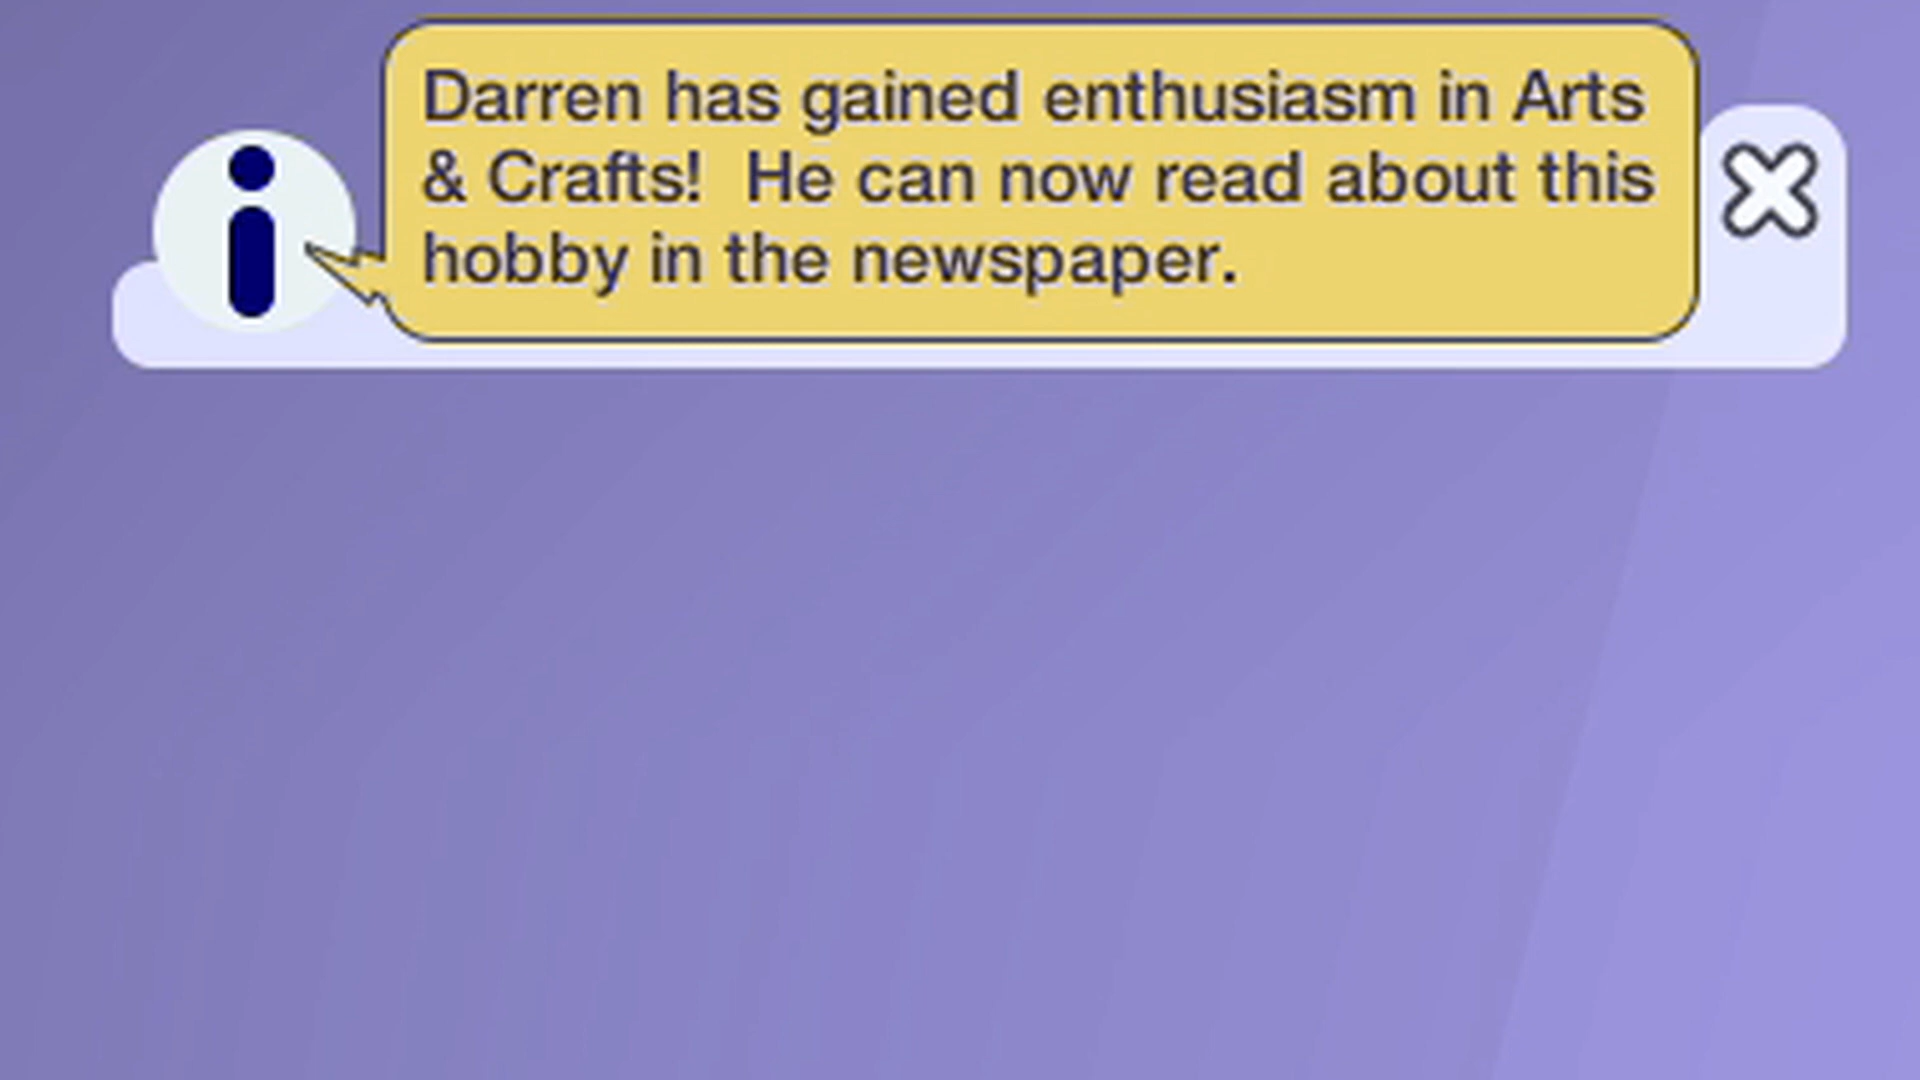 Darren has gained enthusiasm in Arts
& Crafts!  He can now read about this
hobby in the newspaper.